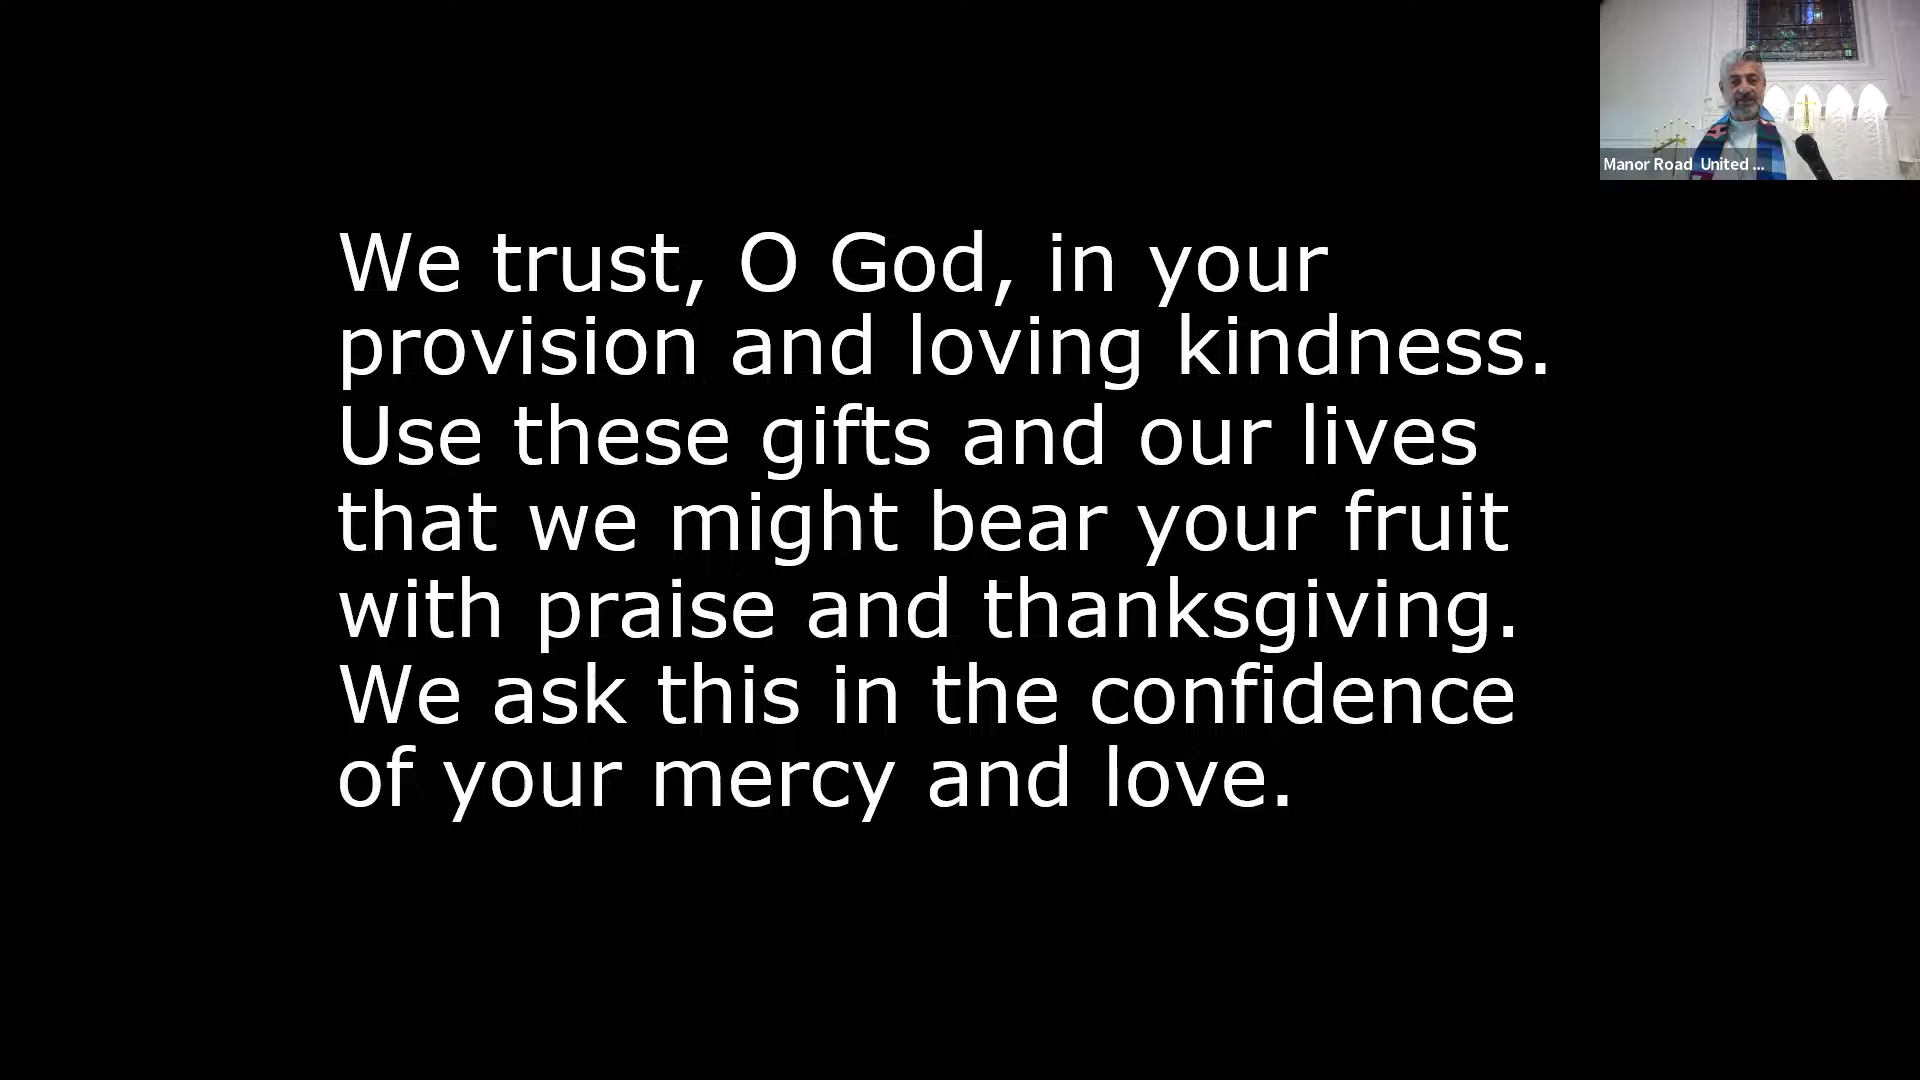 Manor Road United ...
We trust, O God, in your
provision and loving kindness.
Use these gifts and our lives
that we might bear your fruit
with praise and thanksgiving.
We ask this in the confidence
of your mercy and love.